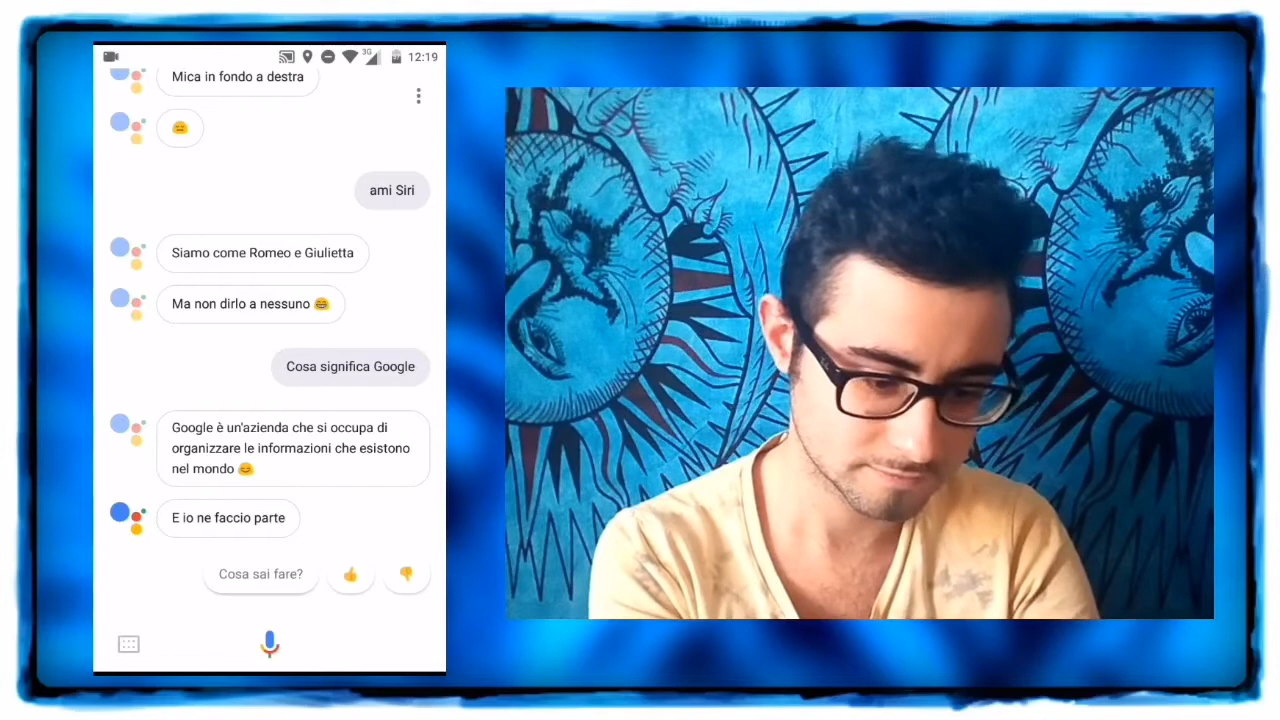 3G 12:19
Mica in fondo a destra
ami Siri
Siamo come Romeo e Giulietta
Ma non dirlo a nessuno 😂
Cosa significa Google
Google è un'azienda che si occupa di
organizzare le informazioni che esistono
nel mondo 😊
E io ne faccio parte
Cosa sai fare?